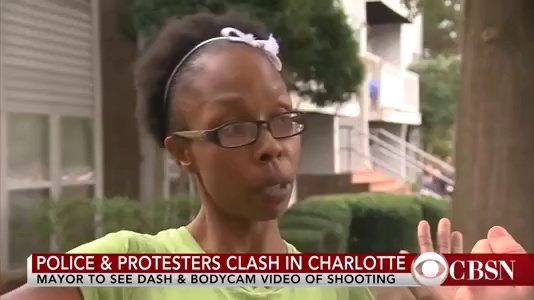 POLICE & PROTESTERS CLASH IN CHARLOTTE
MAYOR TO SEE DASH & BODYCAM VIDEO OF SHOOTING
CBSN